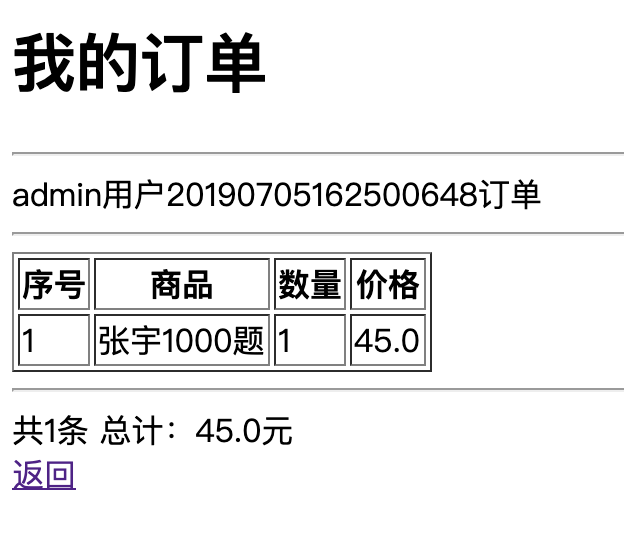 我的订单
admin用户20190705162500648订单
序号 商品 数量 价格
1 张宇1000题 1 45.0
共1条 总计：45.0元
返回